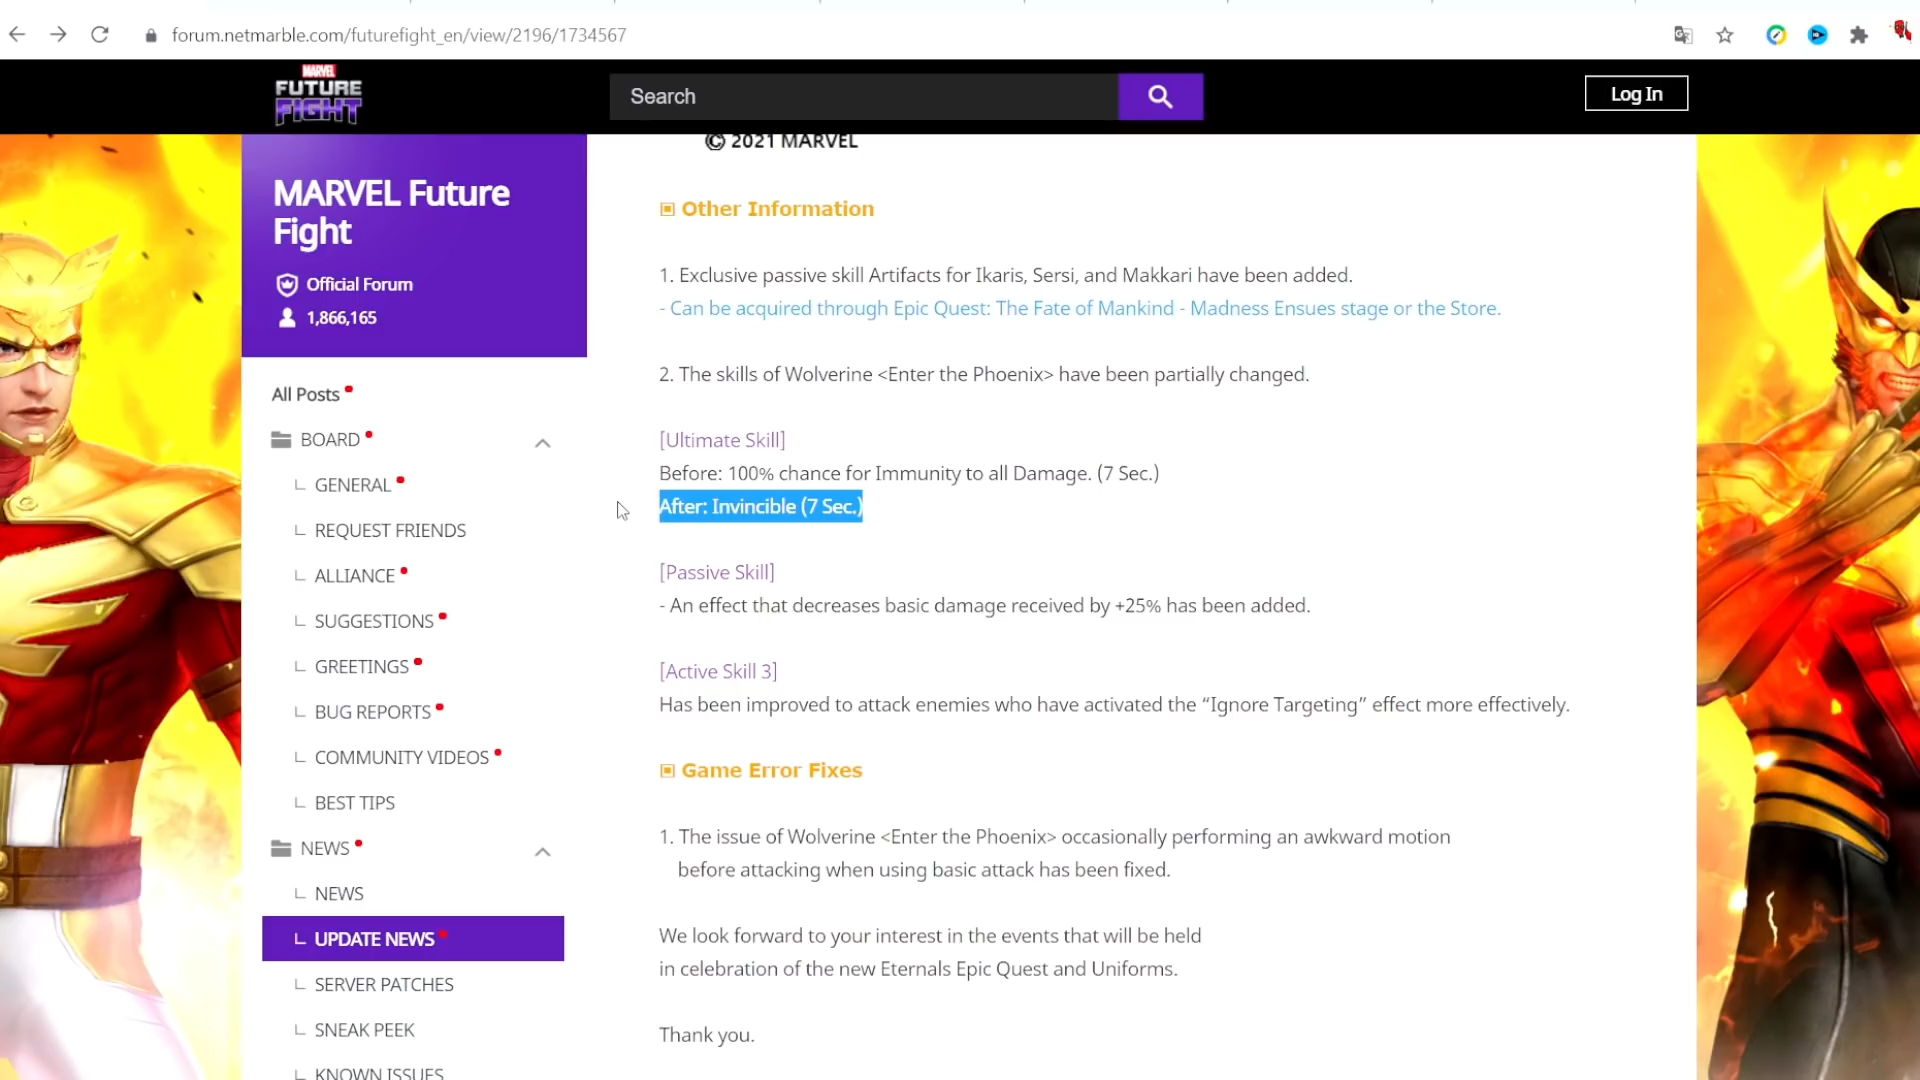 forum.netmarble.com/futurefight_en/view/2196/1734567
MARVEL
FUTURE
FIGHT
Search
Log In
MARVEL Future
Fight
Official Forum
1,866,165
All Posts
BOARD
GENERAL
REQUEST FRIENDS
ALLIANCE
SUGGESTIONS
GREETINGS
BUG REPORTS
COMMUNITY VIDEOS
BEST TIPS
NEWS
NEWS
UPDATE NEWS
SERVER PATCHES
SNEAK PEEK
KNOWN ISSUES
© 2021 MARVEL
▣ Other Information
1. Exclusive passive skill Artifacts for Ikaris, Sersi, and Makkari have been added.
- Can be acquired through Epic Quest: The Fate of Mankind - Madness Ensues stage or the Store.
2. The skills of Wolverine <Enter the Phoenix> have been partially changed.
[Ultimate Skill]
Before: 100% chance for Immunity to all Damage. (7 Sec.)
After: Invincible (7 Sec.)
[Passive Skill]
- An effect that decreases basic damage received by +25% has been added.
[Active Skill 3]
Has been improved to attack enemies who have activated the “Ignore Targeting” effect more effectively.
▣ Game Error Fixes
1. The issue of Wolverine <Enter the Phoenix> occasionally performing an awkward motion
before attacking when using basic attack has been fixed.
We look forward to your interest in the events that will be held
in celebration of the new Eternals Epic Quest and Uniforms.
Thank you.